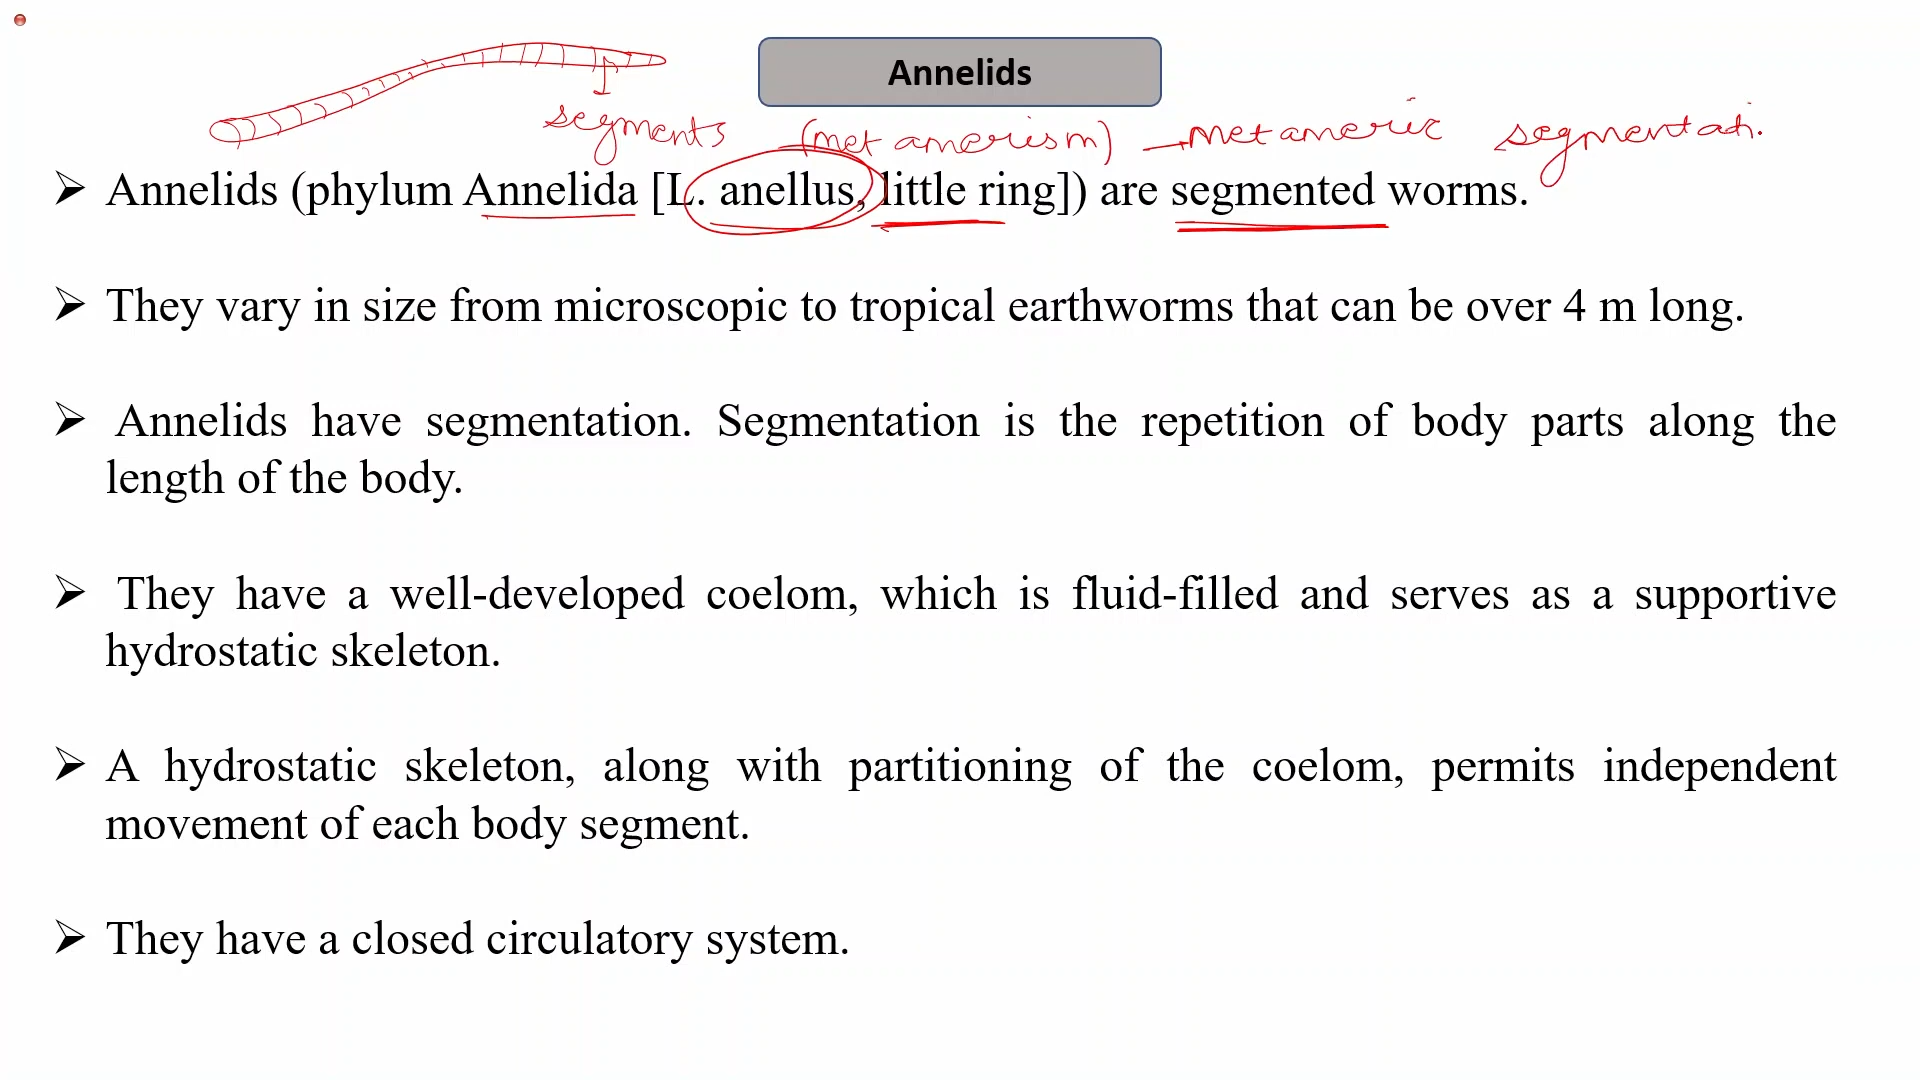 Annelids
segments (metamerism) → metameric segmentati.
➢ Annelids (phylum Annelida [L. anellus, little ring]) are segmented worms.
➢ They vary in size from microscopic to tropical earthworms that can be over 4 m long.
➢ Annelids have segmentation. Segmentation is the repetition of body parts along the
length of the body.
➢ They have a well-developed coelom, which is fluid-filled and serves as a supportive
hydrostatic skeleton.
➢ A hydrostatic skeleton, along with partitioning of the coelom, permits independent
movement of each body segment.
➢ They have a closed circulatory system.